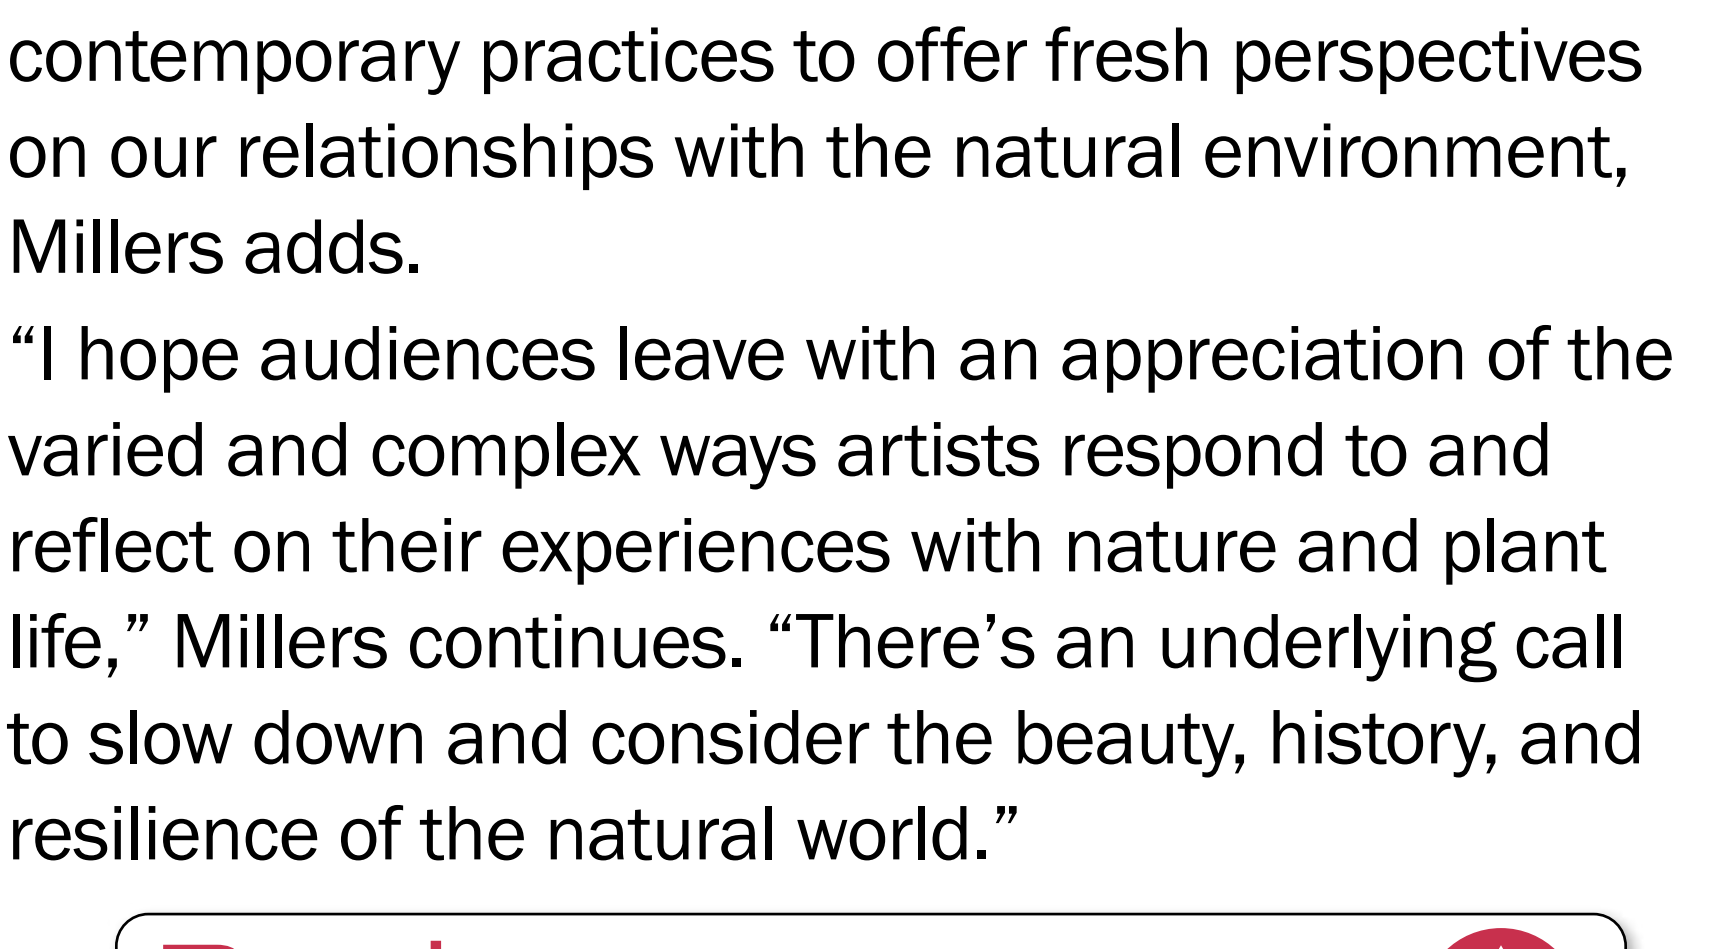 contemporary practices to offer fresh perspectives
on our relationships with the natural environment,
Millers adds.
“I hope audiences leave with an appreciation of the
varied and complex ways artists respond to and
reflect on their experiences with nature and plant
life,” Millers continues. “There’s an underlying call
to slow down and consider the beauty, history, and
resilience of the natural world.”